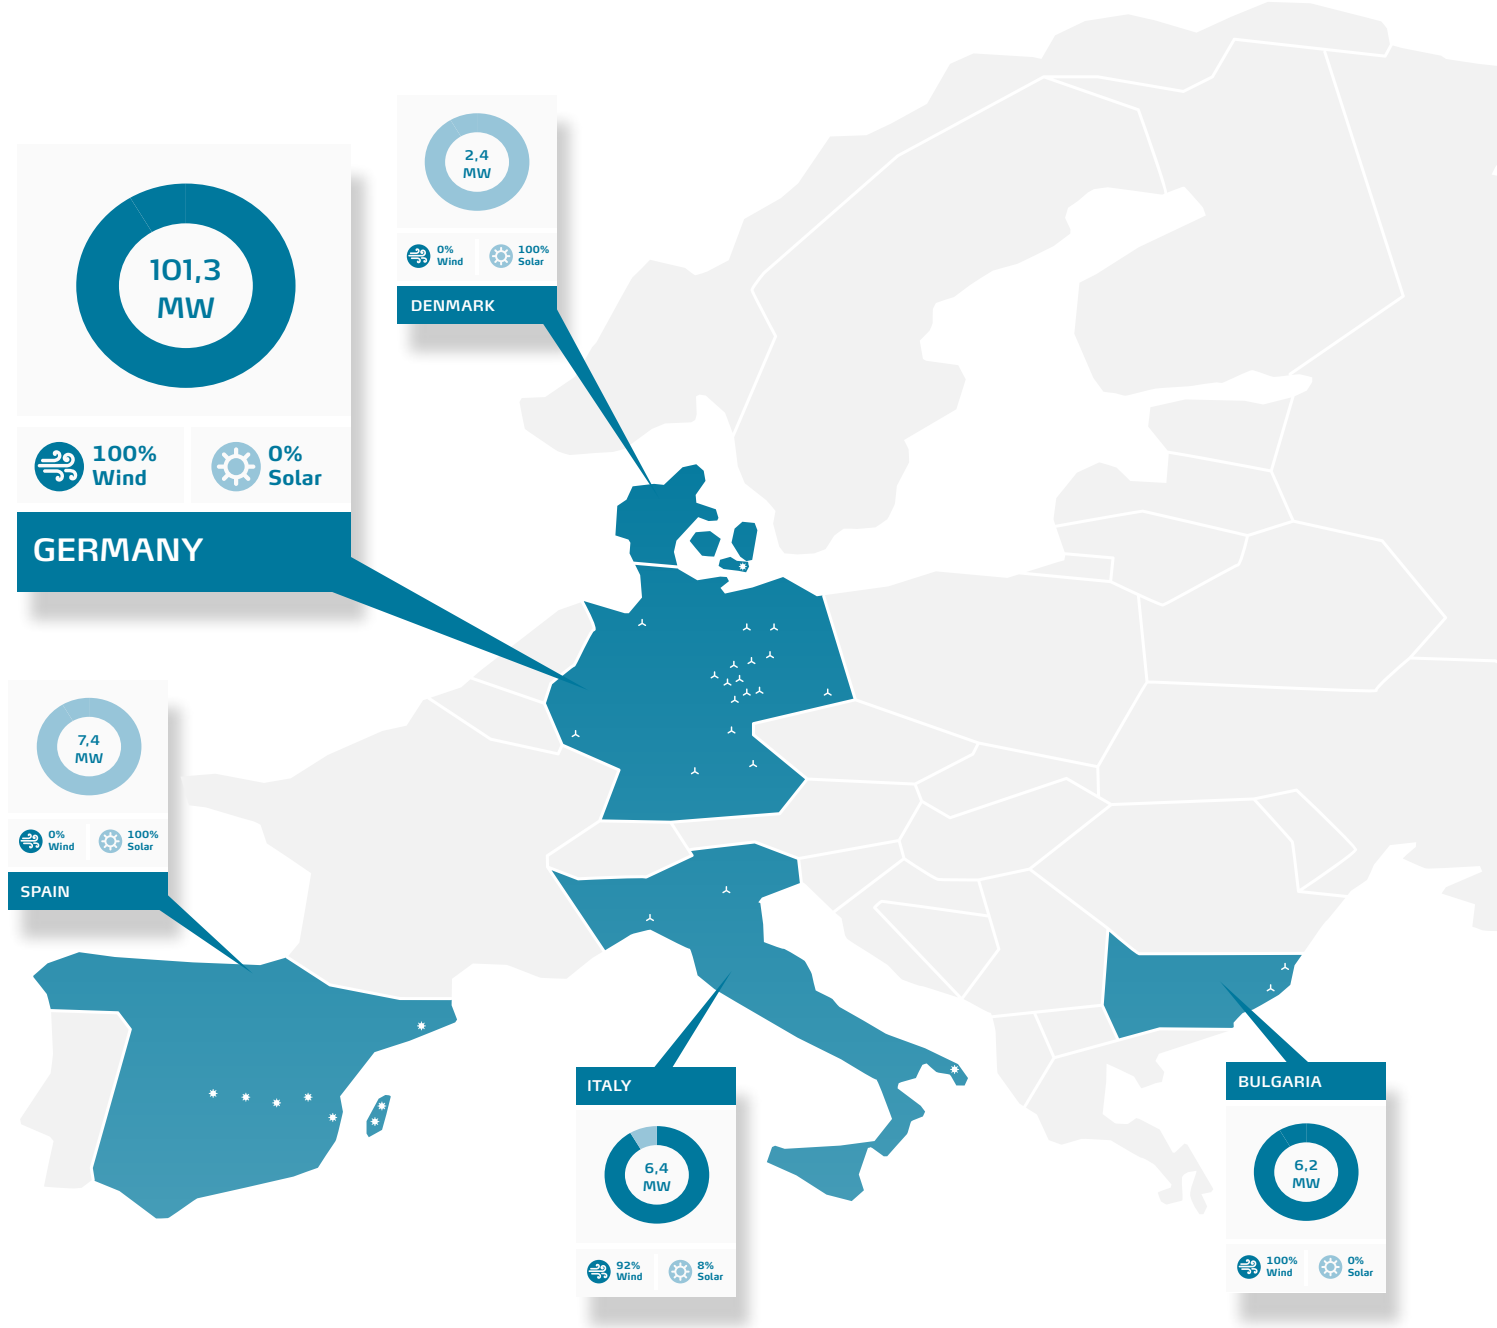 2,4
MW
0%
Wind
100%
Solar
DENMARK
101,3
MW
100%
Wind
0%
Solar
GERMANY
7,4
MW
0%
Wind
100%
Solar
SPAIN
ITALY
6,4
MW
92%
Wind
8%
Solar
BULGARIA
6,2
MW
100%
Wind
0%
Solar